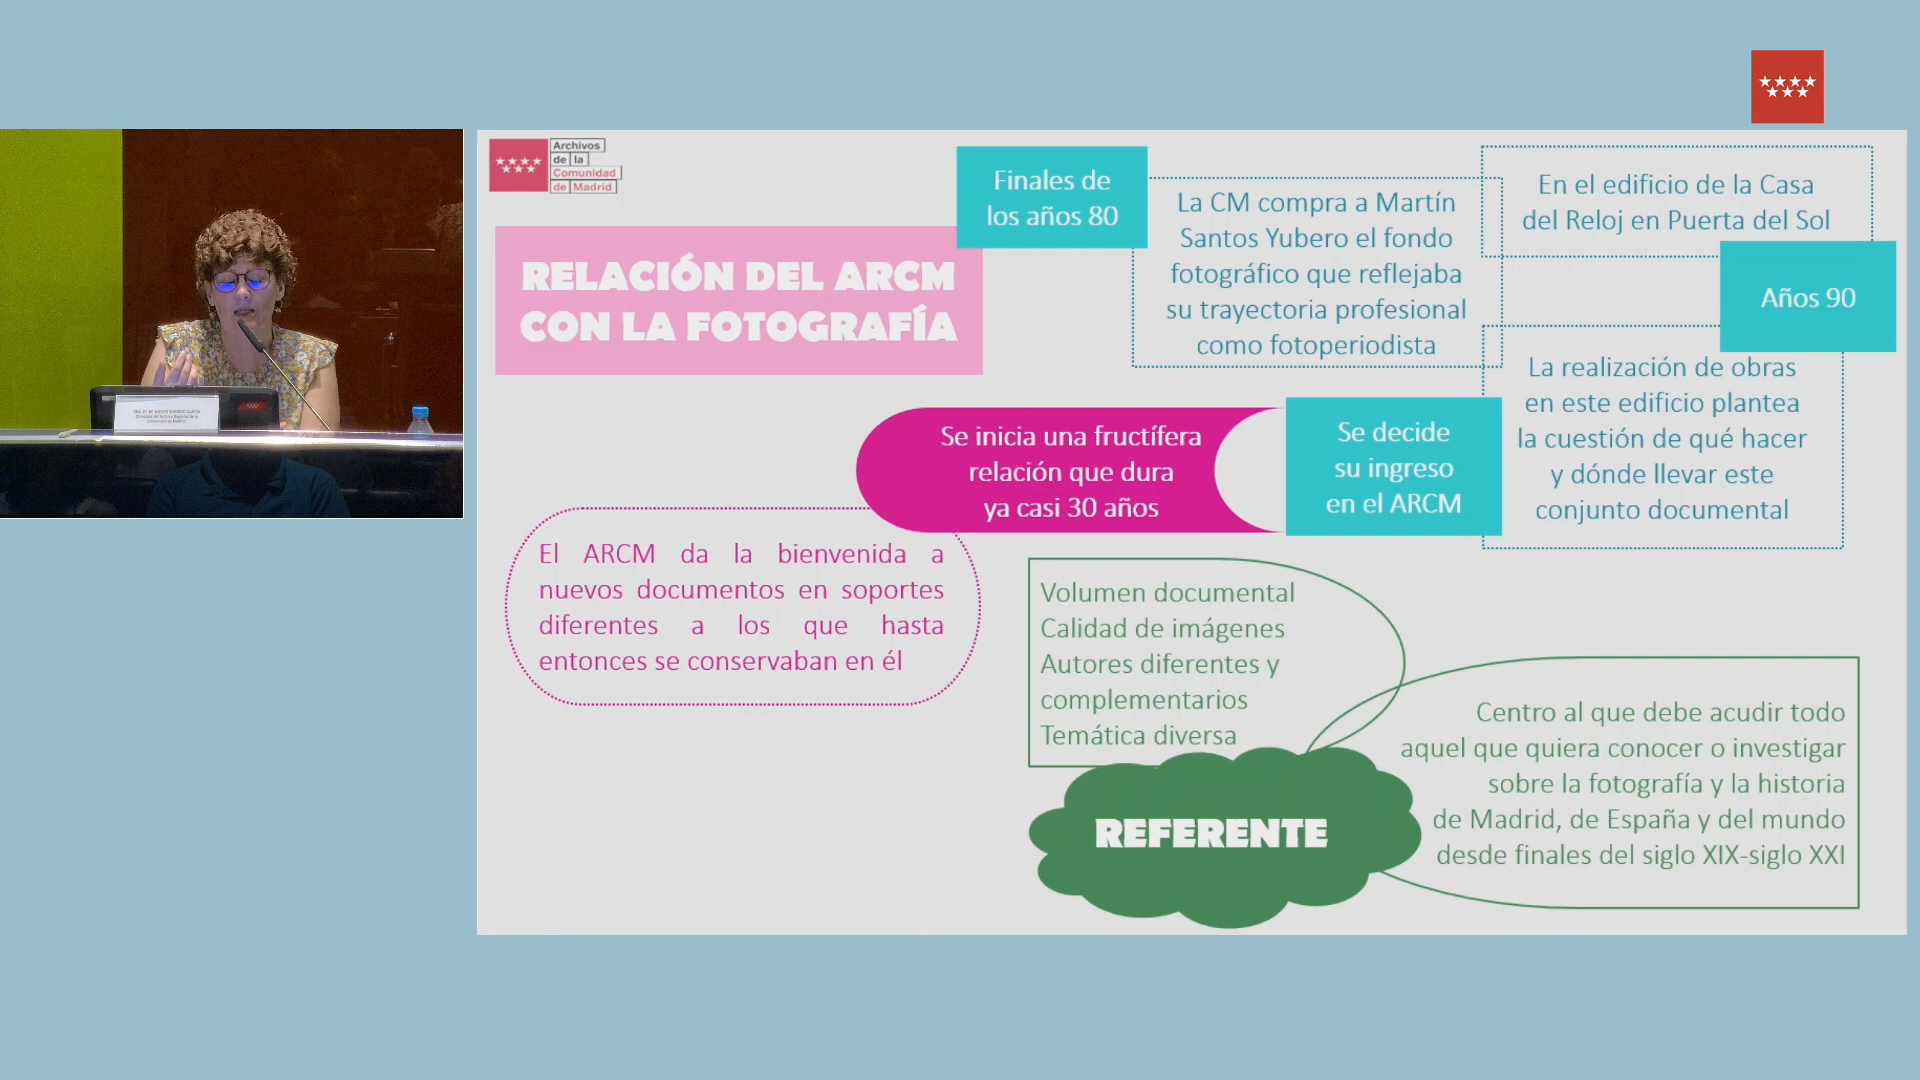 Archivos
de la
Comunidad
de Madrid
RELACIÓN DEL ARCM
CON LA FOTOGRAFÍA
Finales de
los años 80
La CM compra a Martín
Santos Yubero el fondo
fotográfico que reflejaba
su trayectoria profesional
como fotoperiodista
En el edificio de la Casa
del Reloj en Puerta del Sol
Años 90
La realización de obras
en este edificio plantea
la cuestión de qué hacer
y dónde llevar este
conjunto documental
Se decide
su ingreso
en el ARCM
Se inicia una fructífera
relación que dura
ya casi 30 años
El ARCM da la bienvenida a
nuevos documentos en soportes
diferentes a los que hasta
entonces se conservaban en él
Volumen documental
Calidad de imágenes
Autores diferentes y
complementarios
Temática diversa
REFERENTE
Centro al que debe acudir todo
aquel que quiera conocer o investigar
sobre la fotografía y la historia
de Madrid, de España y del mundo
desde finales del siglo XIX-siglo XXI